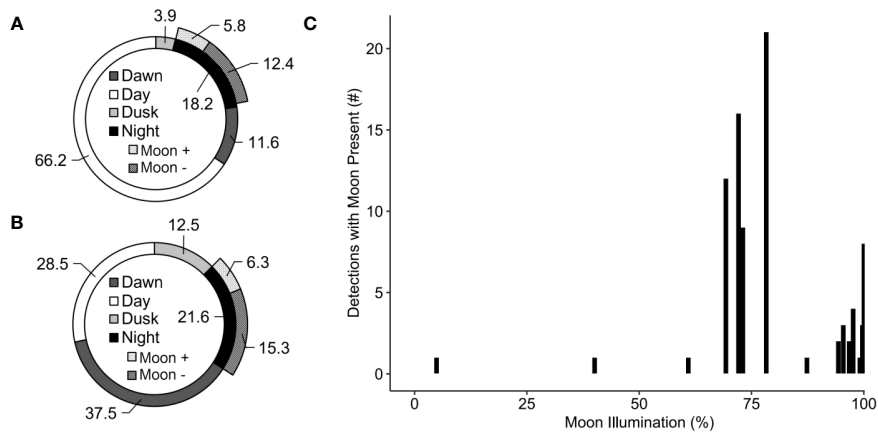 A
3.9
5.8
12.4
18.2
11.6
66.2
Dawn
Day
Dusk
Night
Moon +
Moon -
B
12.5
6.3
28.5
21.6
15.3
37.5
Dawn
Day
Dusk
Night
Moon +
Moon -
C
Detections with Moon Present (#)
20
15
10
5
0
0 25 50 75 100
Moon Illumination (%)